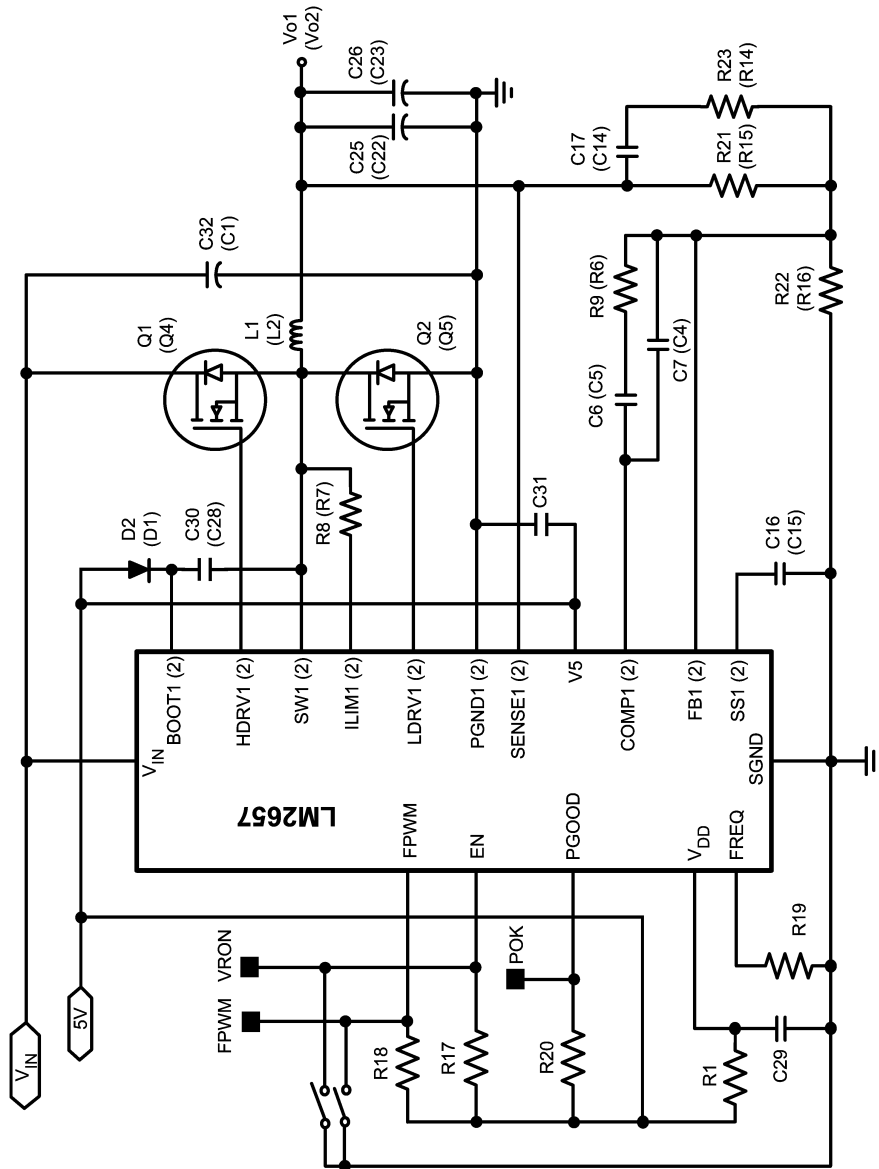 Vo1
(Vo2)
C26
(C23)
C25
(C22)
R23
(R14)
C17
(C14)
R21
(R15)
C32
(C1)
Q1
(Q4)
L1
(L2)
Q2
(Q5)
R9 (R6)
C7 (C4)
C6 (C5)
R22
(R16)
D2
(D1)
C30
(C28)
R8 (R7)
C31
C16
(C15)
VIN
BOOT1 (2)
HDRV1 (2)
SW1 (2)
ILIM1 (2)
LDRV1 (2)
PGND1 (2)
SENSE1 (2)
V5
COMP1 (2)
FB1 (2)
SS1 (2)
SGND
LM2657
FPWM
EN
PGOOD
VDD
FREQ
VIN
5V
FPWM
VRON
POK
R18
R17
R20
R1
C29
R19